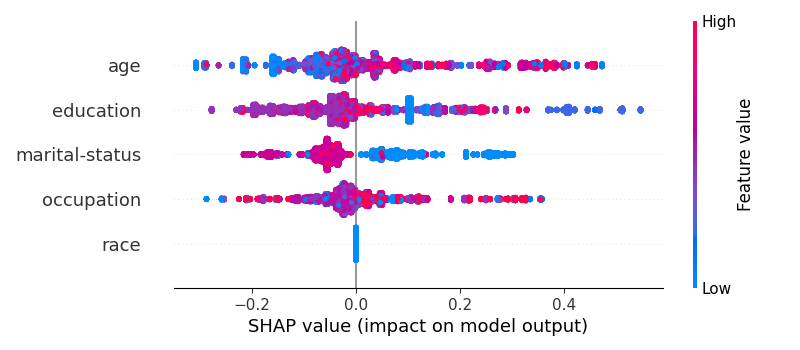 High
age
education
marital-status
occupation
race
Feature value
Low
−0.2 0.0 0.2 0.4
SHAP value (impact on model output)